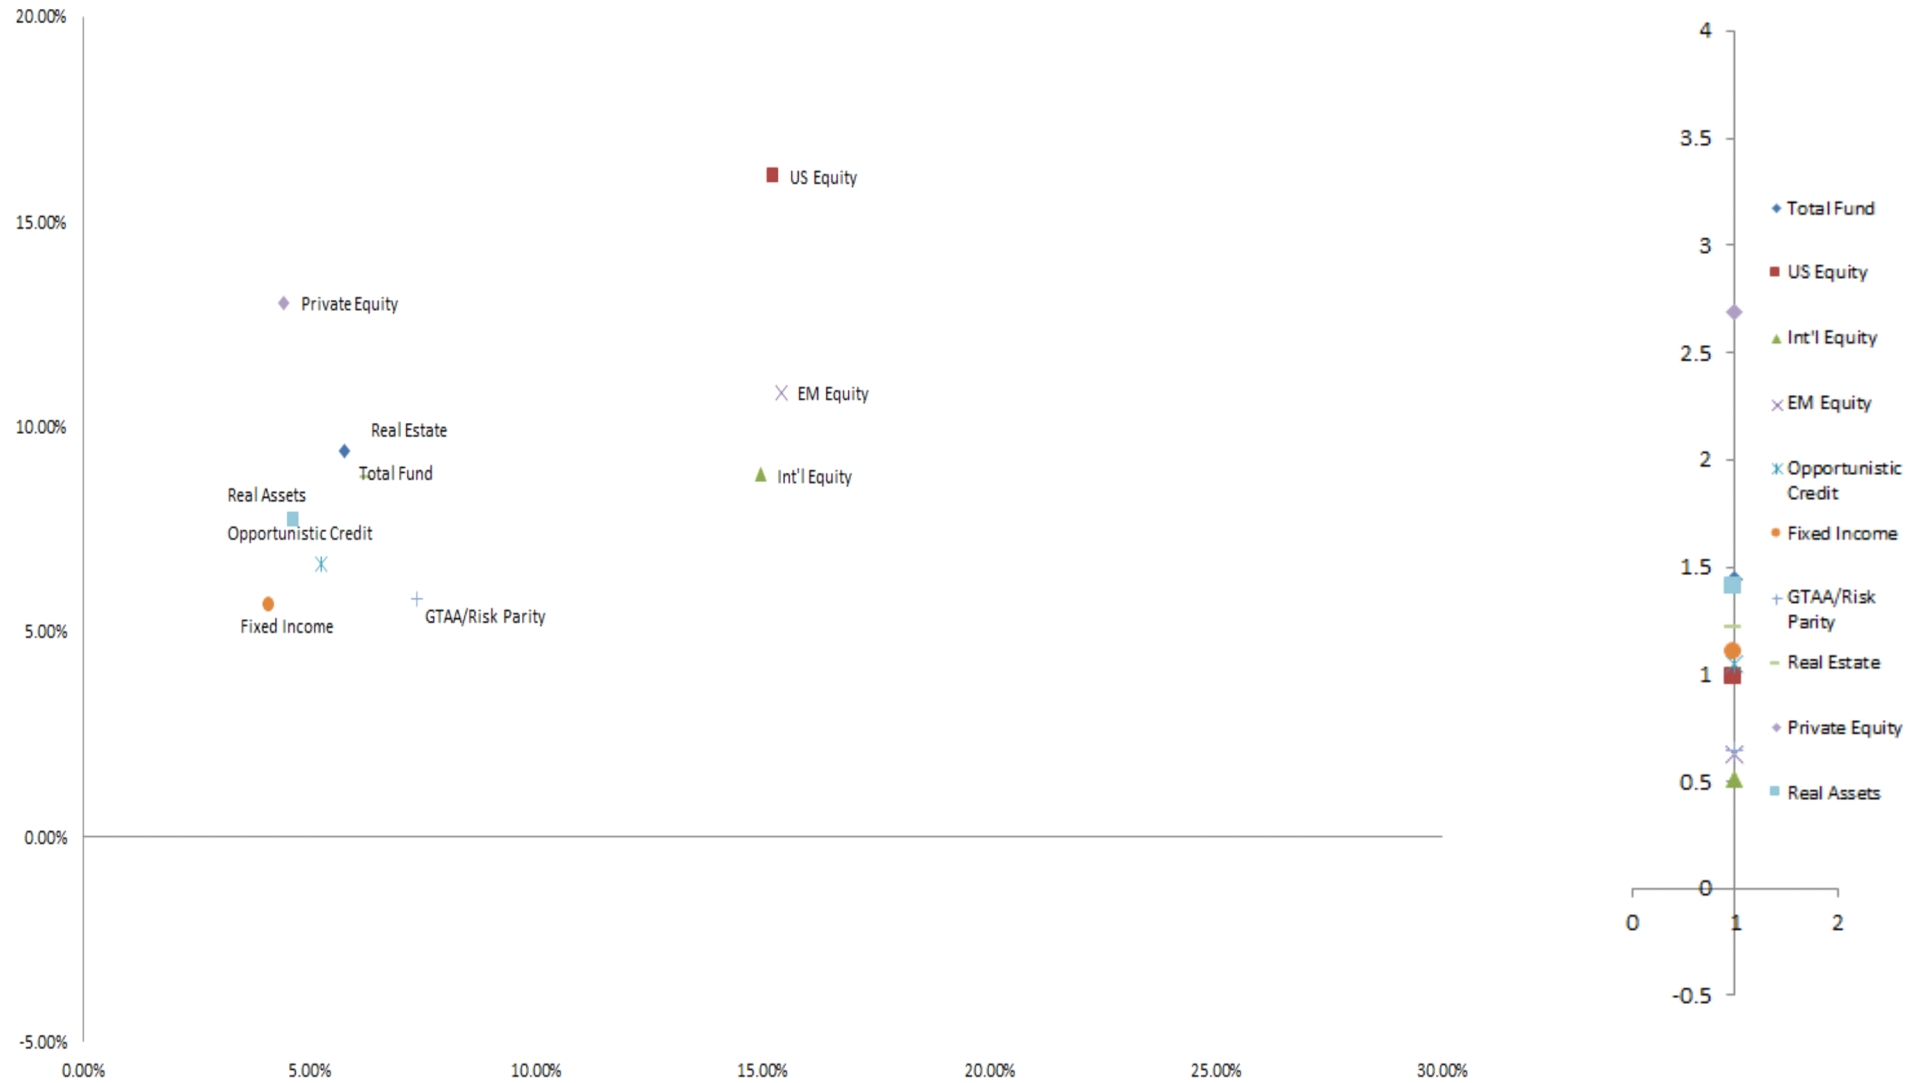 20.00%
15.00%
10.00%
5.00%
0.00%
-5.00%
0.00%
5.00%
10.00%
15.00%
20.00%
25.00%
30.00%
US Equity
Private Equity
EM Equity
Real Estate
Total Fund
Int'l Equity
Real Assets
Opportunistic Credit
GTAA/Risk Parity
Fixed Income
4
3.5
3
2.5
2
1.5
1
0.5
0
-0.5
0
1
2
Total Fund
US Equity
Int'l Equity
EM Equity
Opportunistic
Credit
Fixed Income
GTAA/Risk
Parity
Real Estate
Private Equity
Real Assets